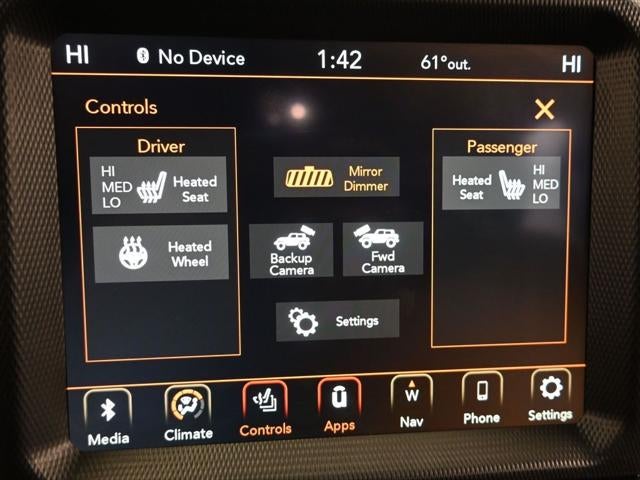 HI No Device 1:42 61°out. HI
Controls
Driver
HI
MED
LO
Heated
Seat
Heated
Wheel
Mirror
Dimmer
Backup
Camera
Fwd
Camera
Settings
Passenger
Heated
Seat
HI
MED
LO
Media Climate Controls Apps W Nav Phone Settings